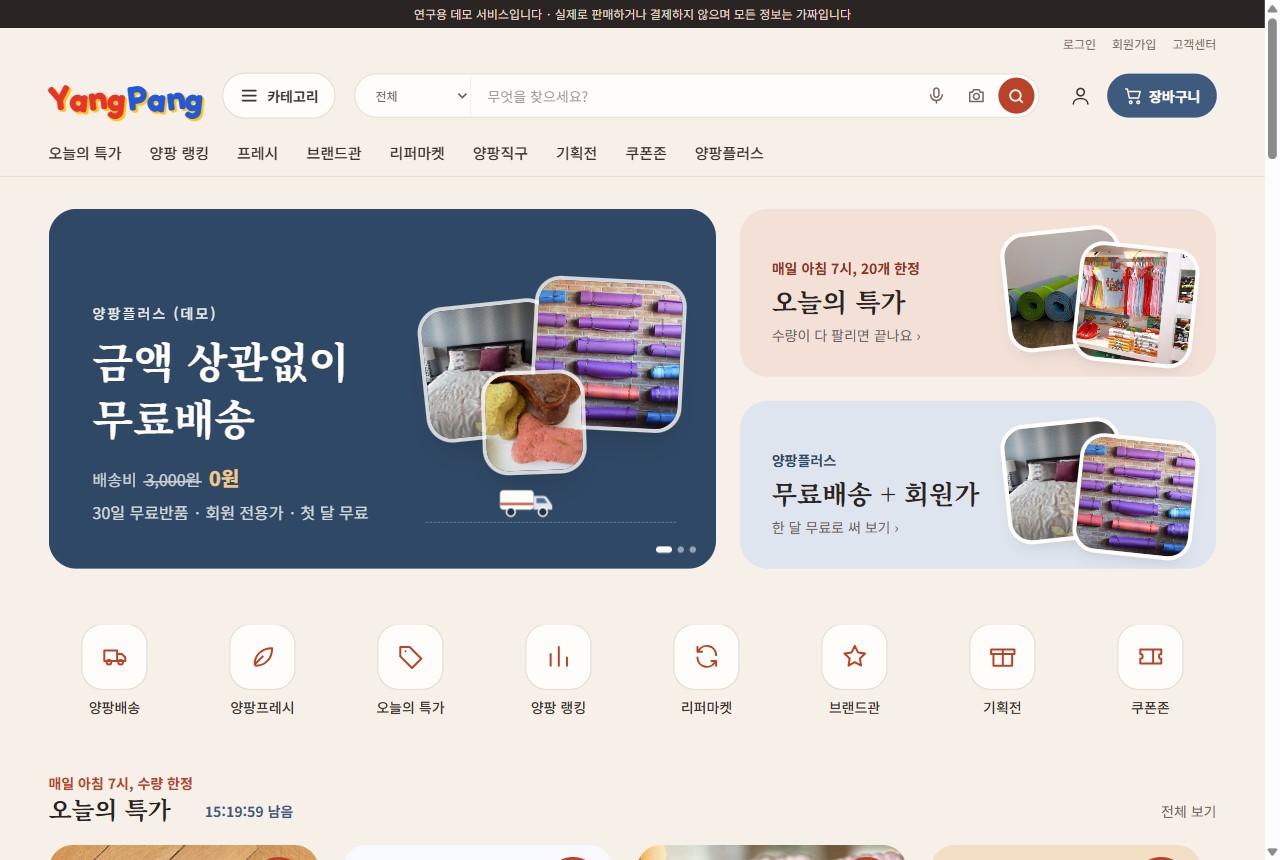 연구용 데모 서비스입니다 · 실제로 판매하거나 결제하지 않으며 모든 정보는 가짜입니다
로그인 회원가입 고객센터
YangPang 카테고리 전체 무엇을 찾으세요? 장바구니
오늘의 특가 양팡 랭킹 프레시 브랜드관 리퍼마켓 양팡직구 기획전 쿠폰존 양팡플러스
양팡플러스 (데모)
금액 상관없이
무료배송
배송비 3,000원 0원
30일 무료반품 · 회원 전용가 · 첫 달 무료
매일 아침 7시, 20개 한정
오늘의 특가
수량이 다 팔리면 끝나요 ›
양팡플러스
무료배송 + 회원가
한 달 무료로 써 보기 ›
양팡배송 양팡프레시 오늘의 특가 양팡 랭킹 리퍼마켓 브랜드관 기획전 쿠폰존
매일 아침 7시, 수량 한정
오늘의 특가 15:19:59 남음 전체 보기